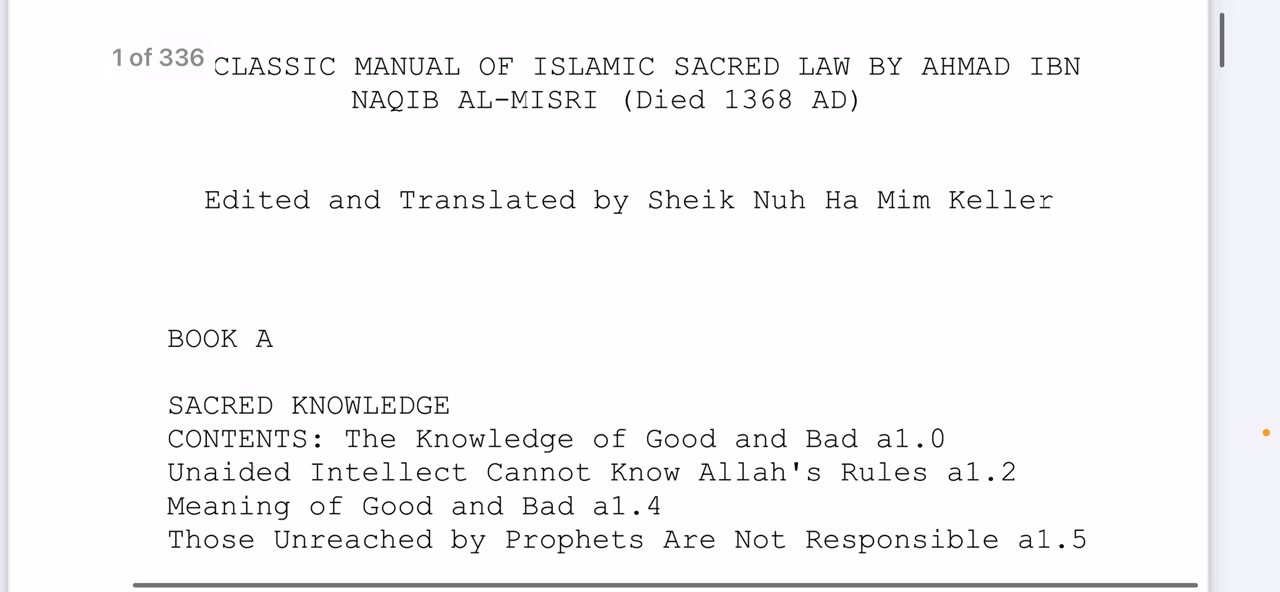 1 of 336
CLASSIC MANUAL OF ISLAMIC SACRED LAW BY AHMAD IBN
NAQIB AL-MISRI (Died 1368 AD)
Edited and Translated by Sheik Nuh Ha Mim Keller
BOOK A
SACRED KNOWLEDGE
CONTENTS: The Knowledge of Good and Bad a1.0
Unaided Intellect Cannot Know Allah's Rules a1.2
Meaning of Good and Bad a1.4
Those Unreached by Prophets Are Not Responsible a1.5